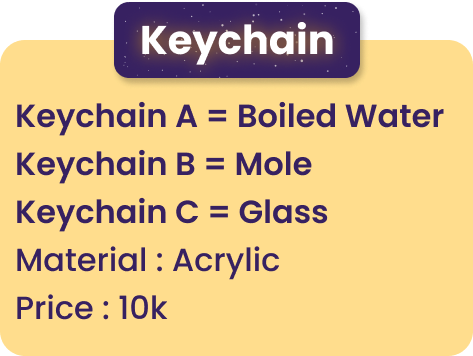 Keychain
Keychain A = Boiled Water
Keychain B = Mole
Keychain C = Glass
Material : Acrylic
Price : 10k